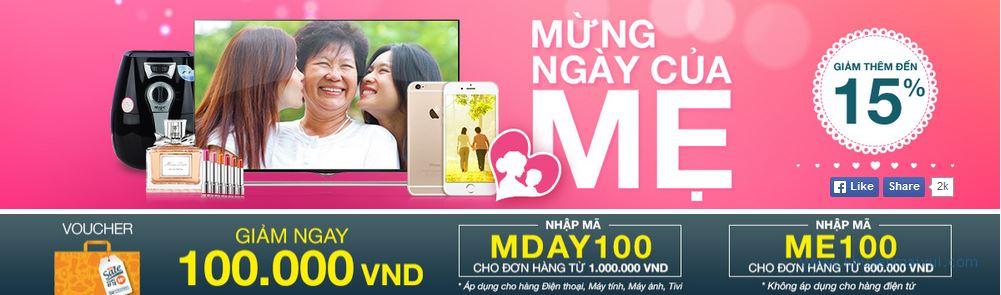 MỪNG
NGÀY CỦA
MẸ
GIẢM THÊM ĐẾN
15%
Like Share 2k
VOUCHER
Sale
GIẢM NGAY
100.000 VND
NHẬP MÃ
MDAY100
CHO ĐƠN HÀNG TỪ 1.000.000 VND
* Áp dụng cho hàng Điện thoại, Máy tính, Máy ảnh, Tivi
NHẬP MÃ
ME100
CHO ĐƠN HÀNG TỪ 600.000 VND
* Không áp dụng cho hàng điện tử